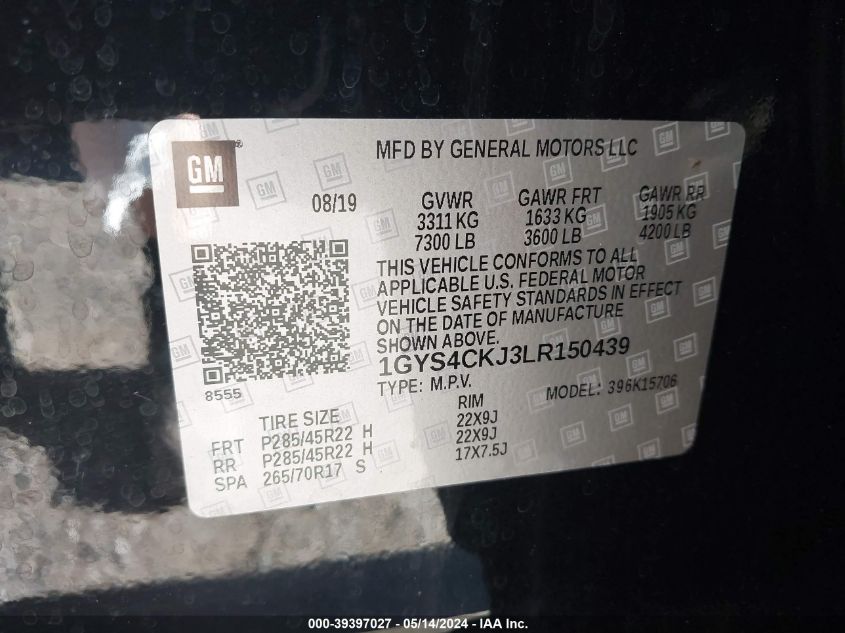 GM
MFD BY GENERAL MOTORS LLC
08/19
GVWR GAWR FRT GAWR RR
3311 KG 1633 KG 1905 KG
7300 LB 3600 LB 4200 LB
THIS VEHICLE CONFORMS TO ALL
APPLICABLE U.S. FEDERAL MOTOR
VEHICLE SAFETY STANDARDS IN EFFECT
ON THE DATE OF MANUFACTURE
SHOWN ABOVE.
1GYS4CKJ3LR150439
8555
TYPE: M.P.V. MODEL: 396K15706
TIRE SIZE RIM
FRT P285/45R22 H 22X9J
RR P285/45R22 H 22X9J
SPA 265/70R17 S 17X7.5J
000-39397027 - 05/14/2024 - IAA Inc.